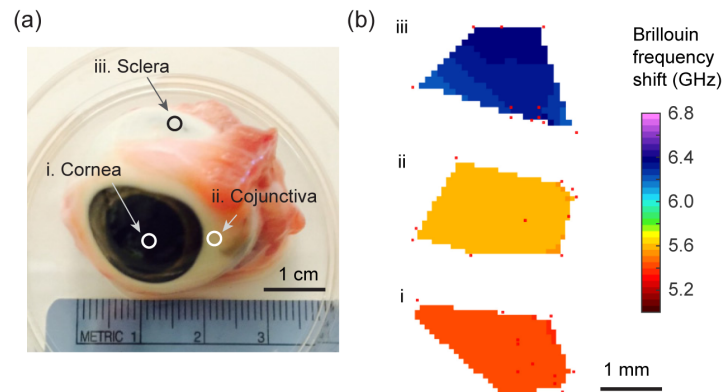 (a)
iii. Sclera
i. Cornea
ii. Cojunctiva
1 cm
METRIC 1 2 3
(b)
iii
ii
i
Brillouin
frequency
shift (GHz)
6.8
6.4
6.0
5.6
5.2
1 mm